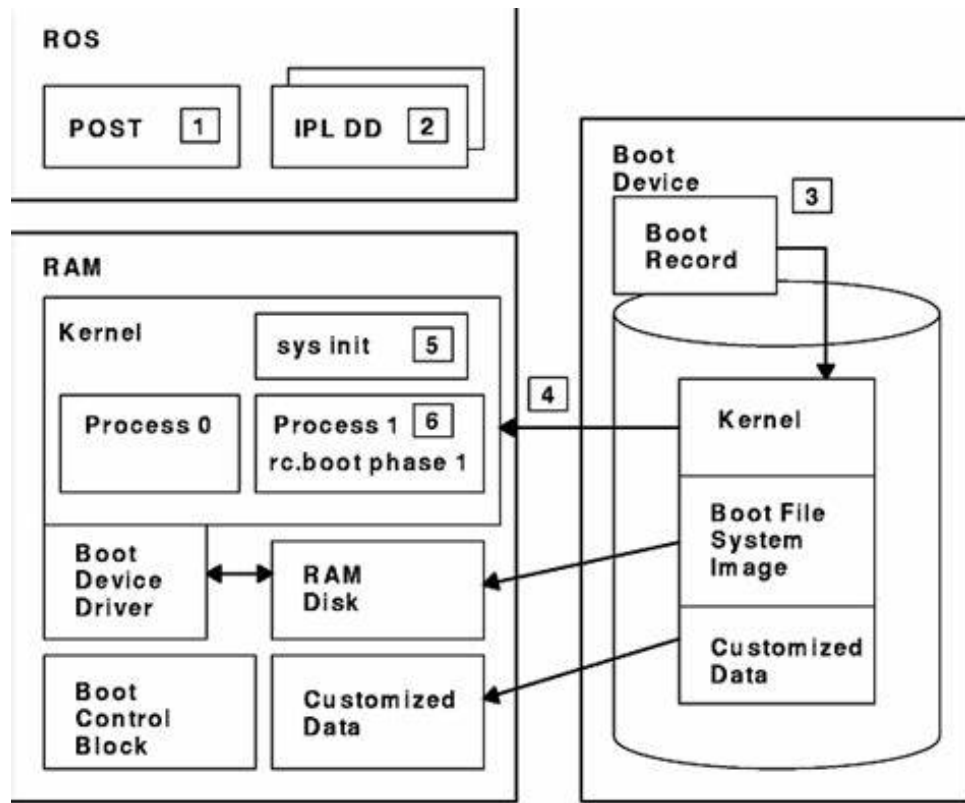 ROS
POST 1
IPL DD 2
Boot
Device
3
Boot
Record
RAM
Kernel
sys init 5
Process 0
Process 1 6
rc.boot phase 1
4
Kernel
Boot File
System
Image
Customized
Data
Boot
Device
Driver
RAM
Disk
Boot
Control
Block
Customized
Data